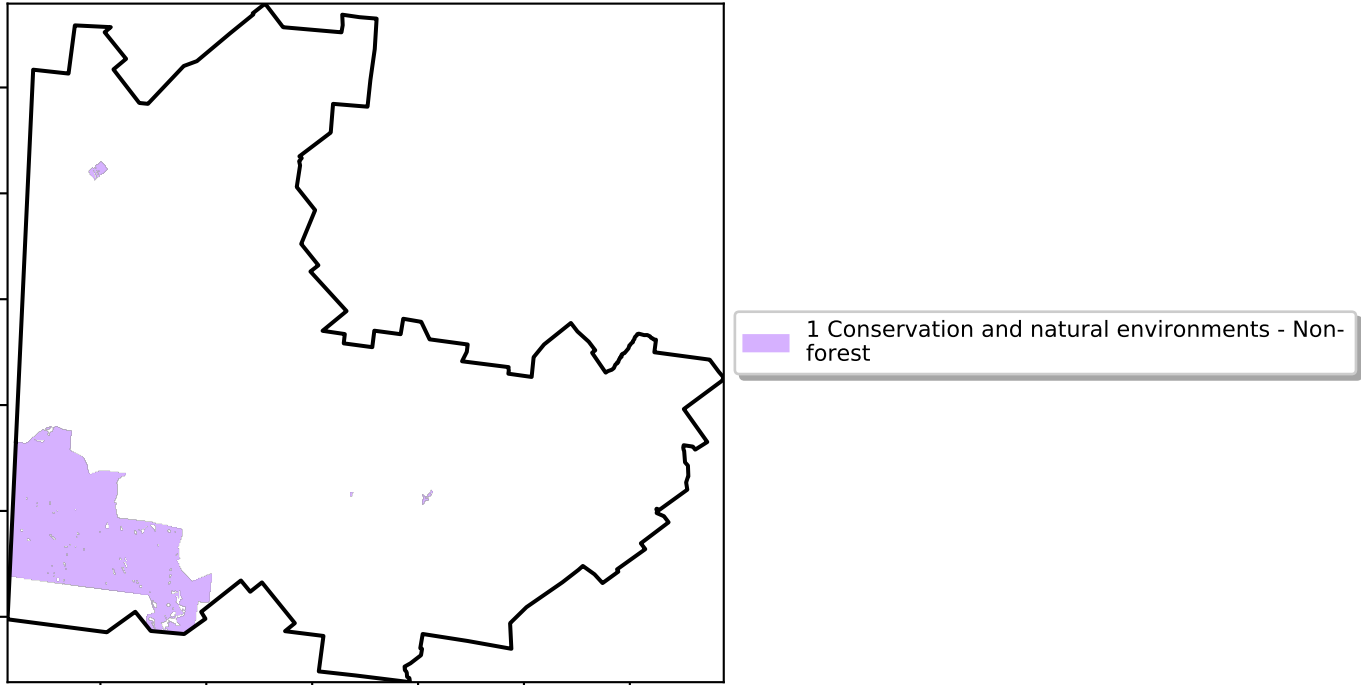 1 Conservation and natural environments - Non-
forest